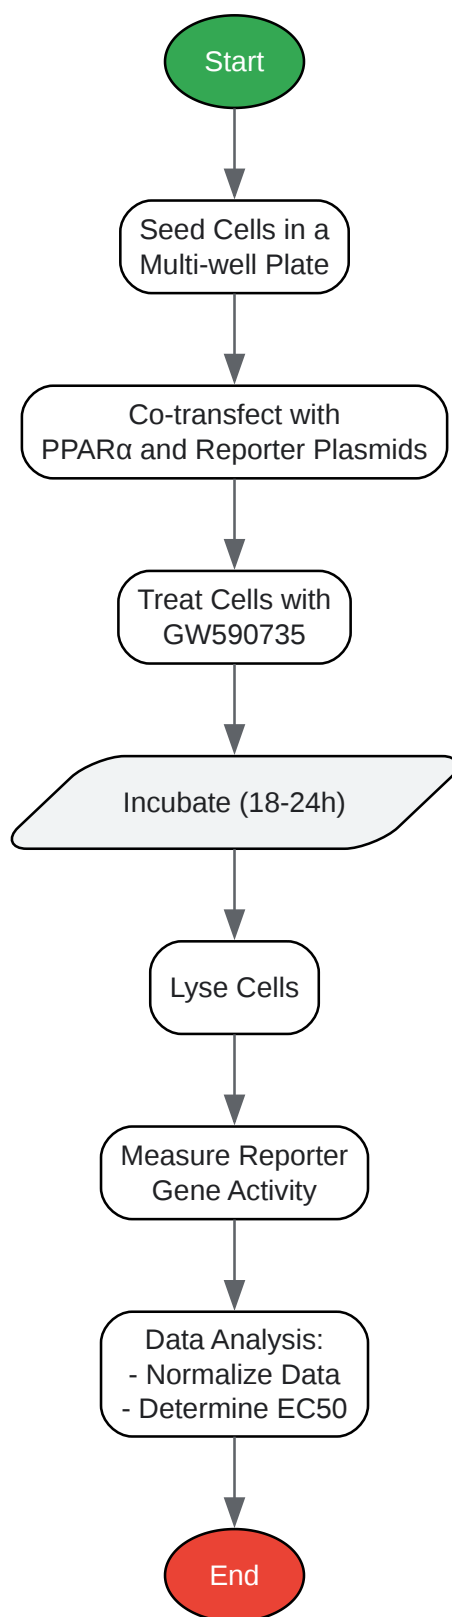 Start
Seed Cells in a
Multi-well Plate
Co-transfect with
PPARα and Reporter Plasmids
Treat Cells with
GW590735
Incubate (18-24h)
Lyse Cells
Measure Reporter
Gene Activity
Data Analysis:
- Normalize Data
- Determine EC50
End